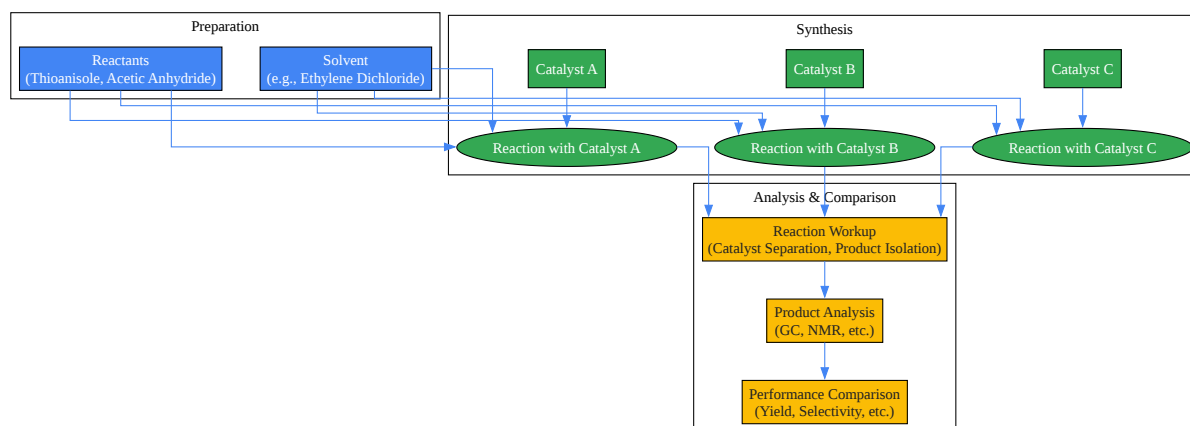 Preparation
Synthesis
Reactants
(Thioanisole, Acetic Anhydride)
Solvent
(e.g., Ethylene Dichloride)
Catalyst A
Catalyst B
Catalyst C
Reaction with Catalyst A
Reaction with Catalyst B
Reaction with Catalyst C
Analysis & Comparison
Reaction Workup
(Catalyst Separation, Product Isolation)
Product Analysis
(GC, NMR, etc.)
Performance Comparison
(Yield, Selectivity, etc.)